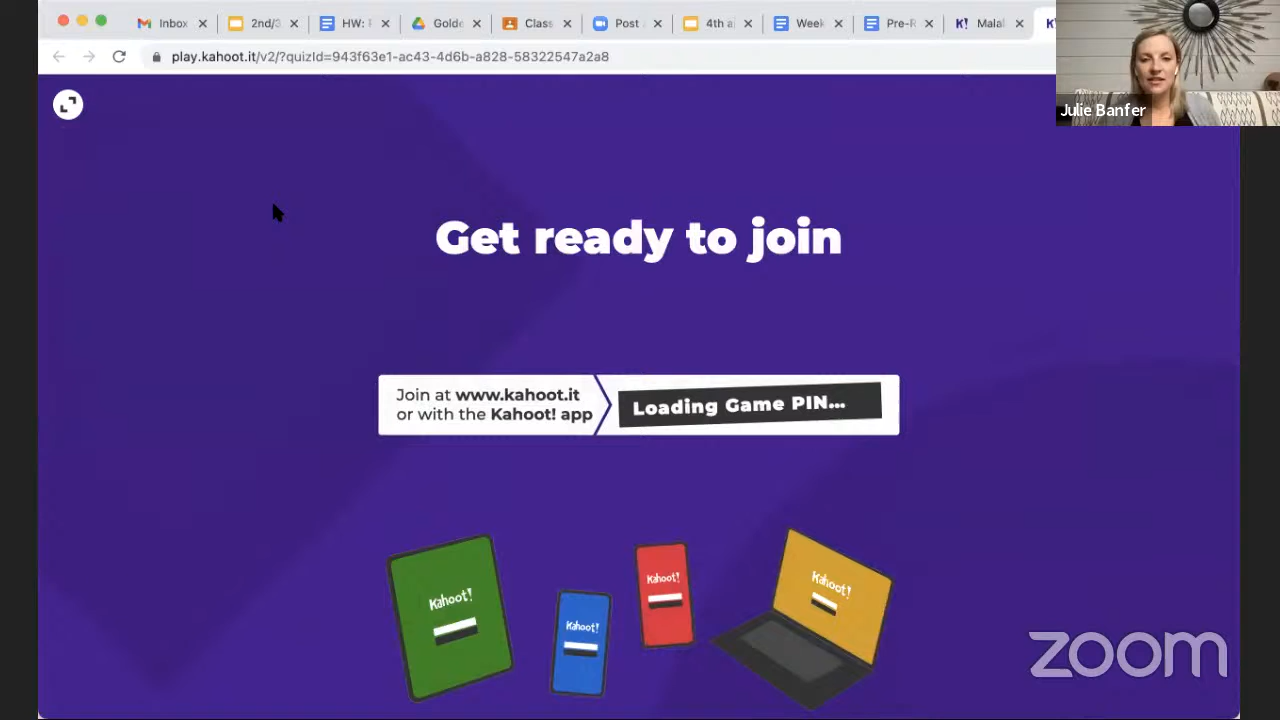 Inbox
2nd/3
HW: F
Golde
Class
Post
4th a
Week
Pre-R
K! Malal
play.kahoot.it/v2/?quizId=943f63e1-ac43-4d6b-a828-58322547a2a8
Julie Banfer
Get ready to join
Join at www.kahoot.it
or with the Kahoot! app
Loading Game PIN...
Kahoot!
Kahoot!
Kahoot!
Kahoot!
zoom